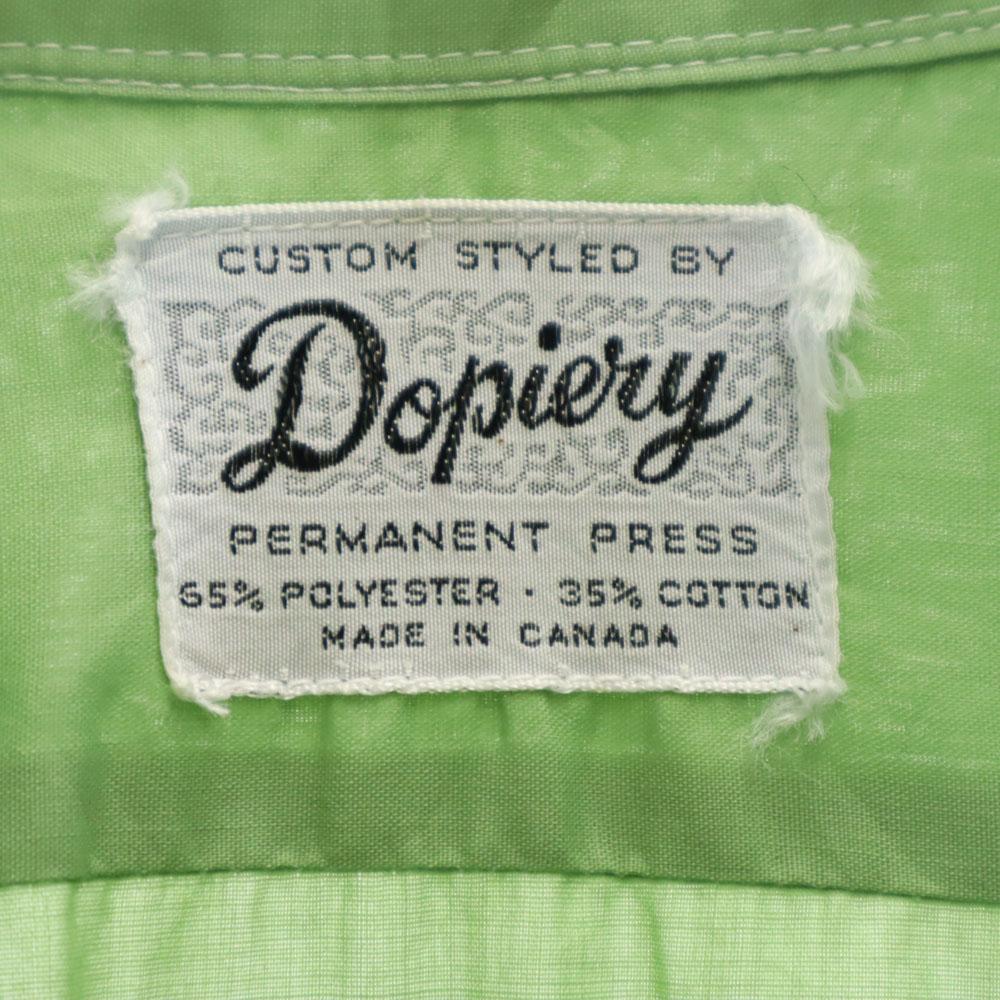 CUSTOM STYLED BY
Dopiery
PERMANENT PRESS
65% POLYESTER · 35% COTTON
MADE IN CANADA